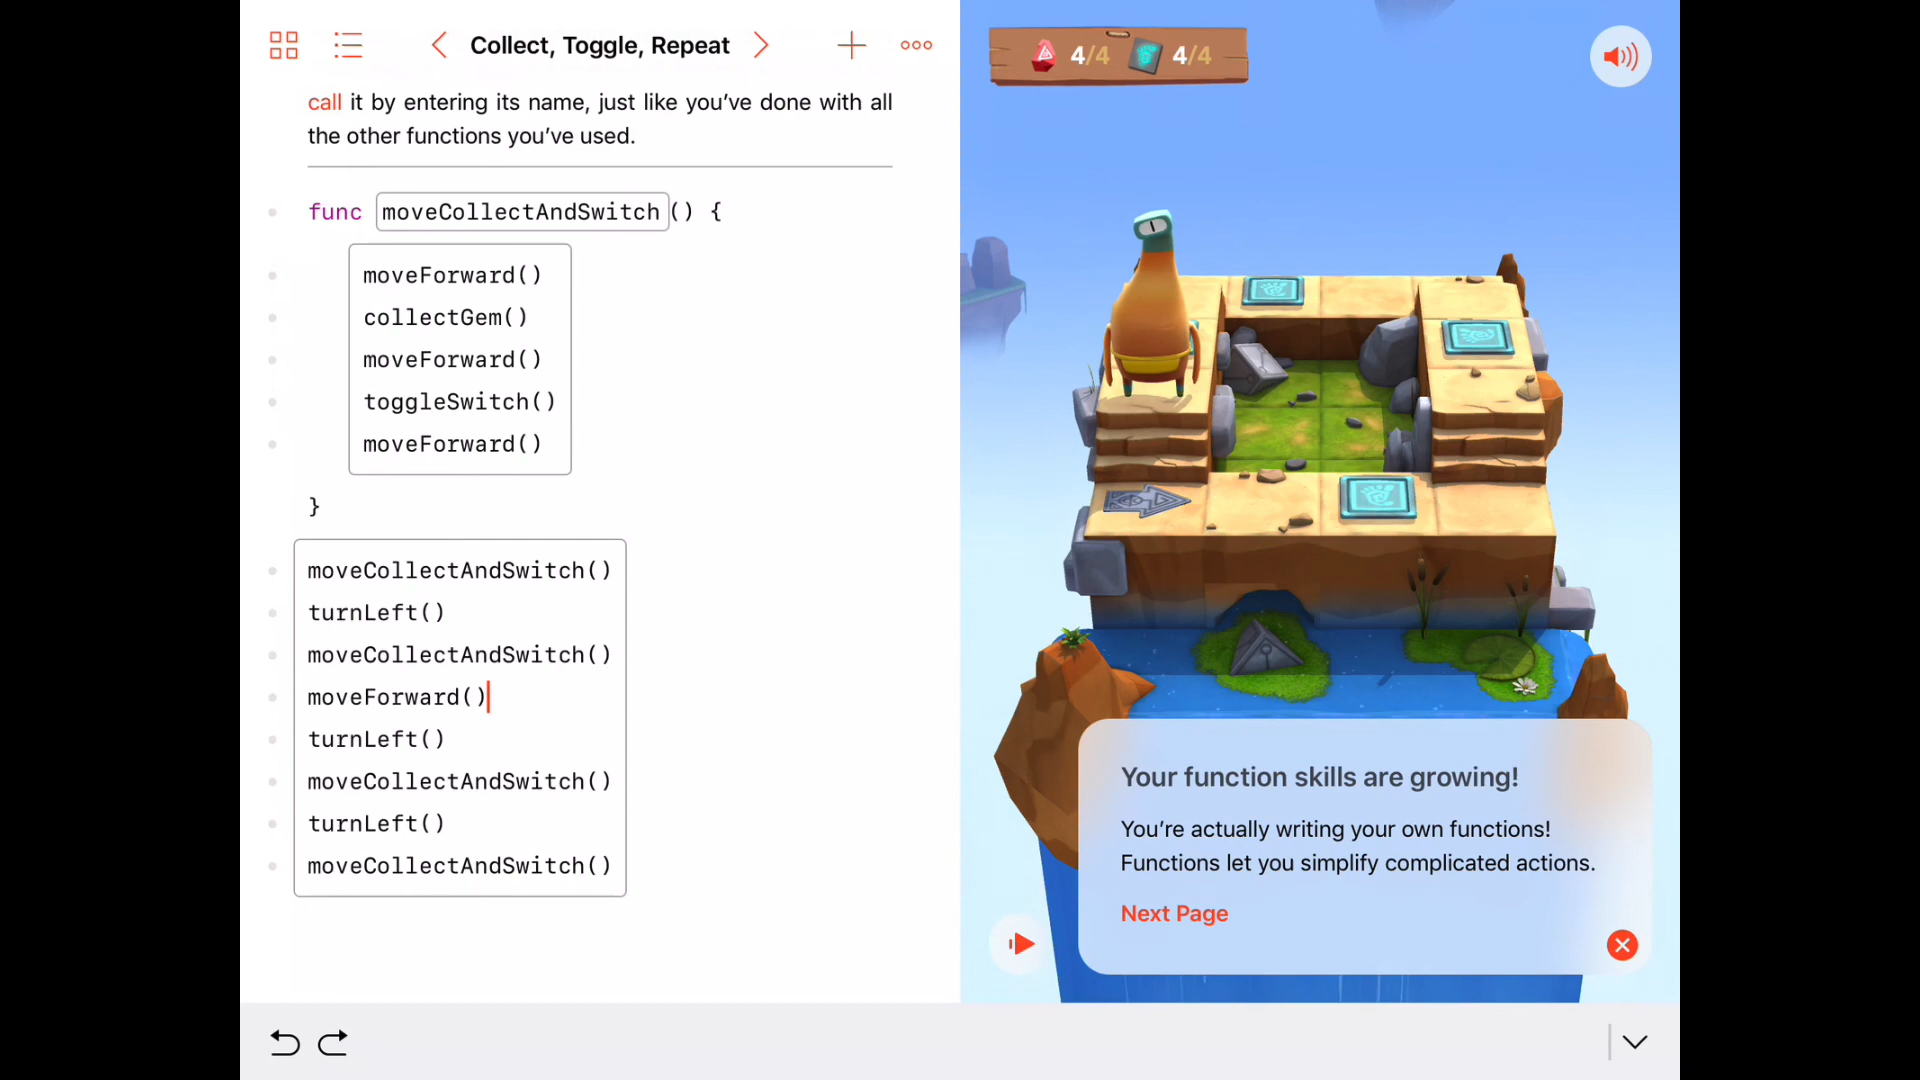 Collect, Toggle, Repeat
call it by entering its name, just like you’ve done with all
the other functions you’ve used.
func moveCollectAndSwitch() {
moveForward()
collectGem()
moveForward()
toggleSwitch()
moveForward()
}
moveCollectAndSwitch()
turnLeft()
moveCollectAndSwitch()
moveForward()
turnLeft()
moveCollectAndSwitch()
turnLeft()
moveCollectAndSwitch()
4/4 4/4
Your function skills are growing!
You’re actually writing your own functions!
Functions let you simplify complicated actions.
Next Page